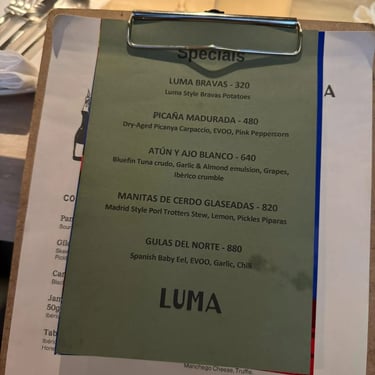 Specials
LUMA BRAVAS - 320
Luma Style Bravas Potatoes
PICAÑA MADURADA - 480
Dry-Aged Picanya Carpaccio, EVOO, Pink Peppercorn
ATÚN Y AJO BLANCO - 640
Bluefin Tuna crudo, Garlic & Almond emulsion, Grapes,
Ibérico crumble
MANITAS DE CERDO GLASEADAS - 820
Madrid Style Porl Trotters Stew, Lemon, Pickles Piparas
GULAS DEL NORTE - 880
Spanish Baby Eel, EVOO, Garlic, Chili
LUMA
50g
Manchego Cheese, Truffle,